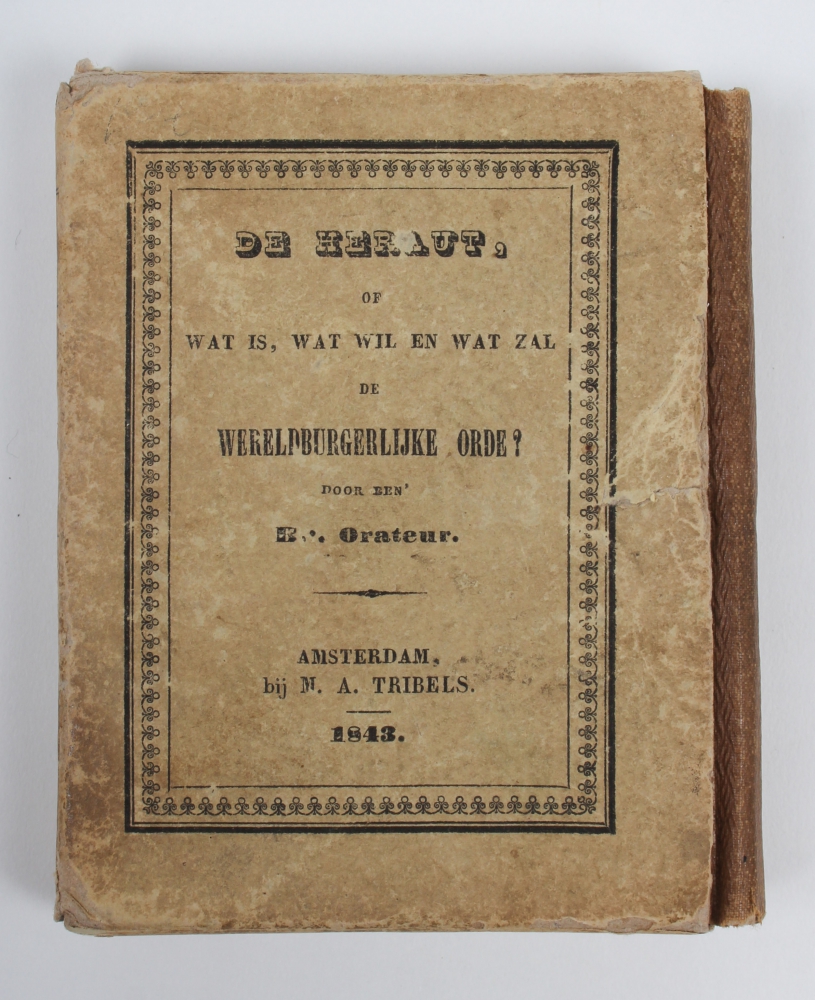 DE HERAUT,
OF
WAT IS, WAT WIL EN WAT ZAL
DE
WERELDBURGERLIJKE ORDE?
DOOR EEN'
Orateur.
AMSTERDAM,
bij M. A. TRIBELS.
1843.